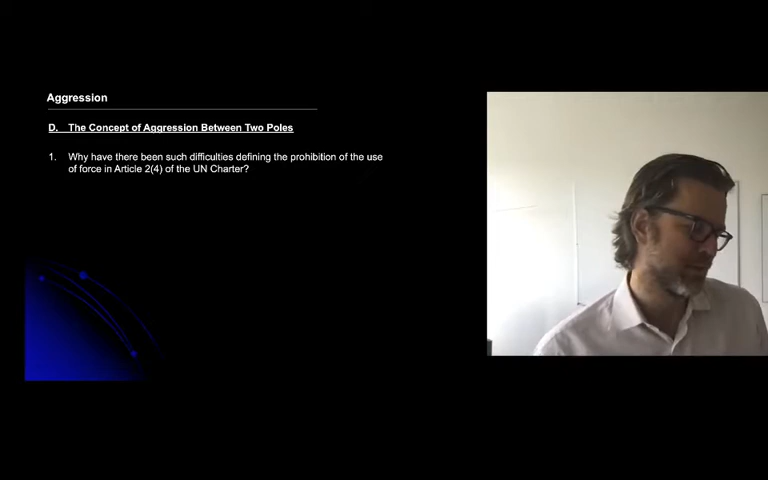 Aggression
D. The Concept of Aggression Between Two Poles
1. Why have there been such difficulties defining the prohibition of the use
of force in Article 2(4) of the UN Charter?